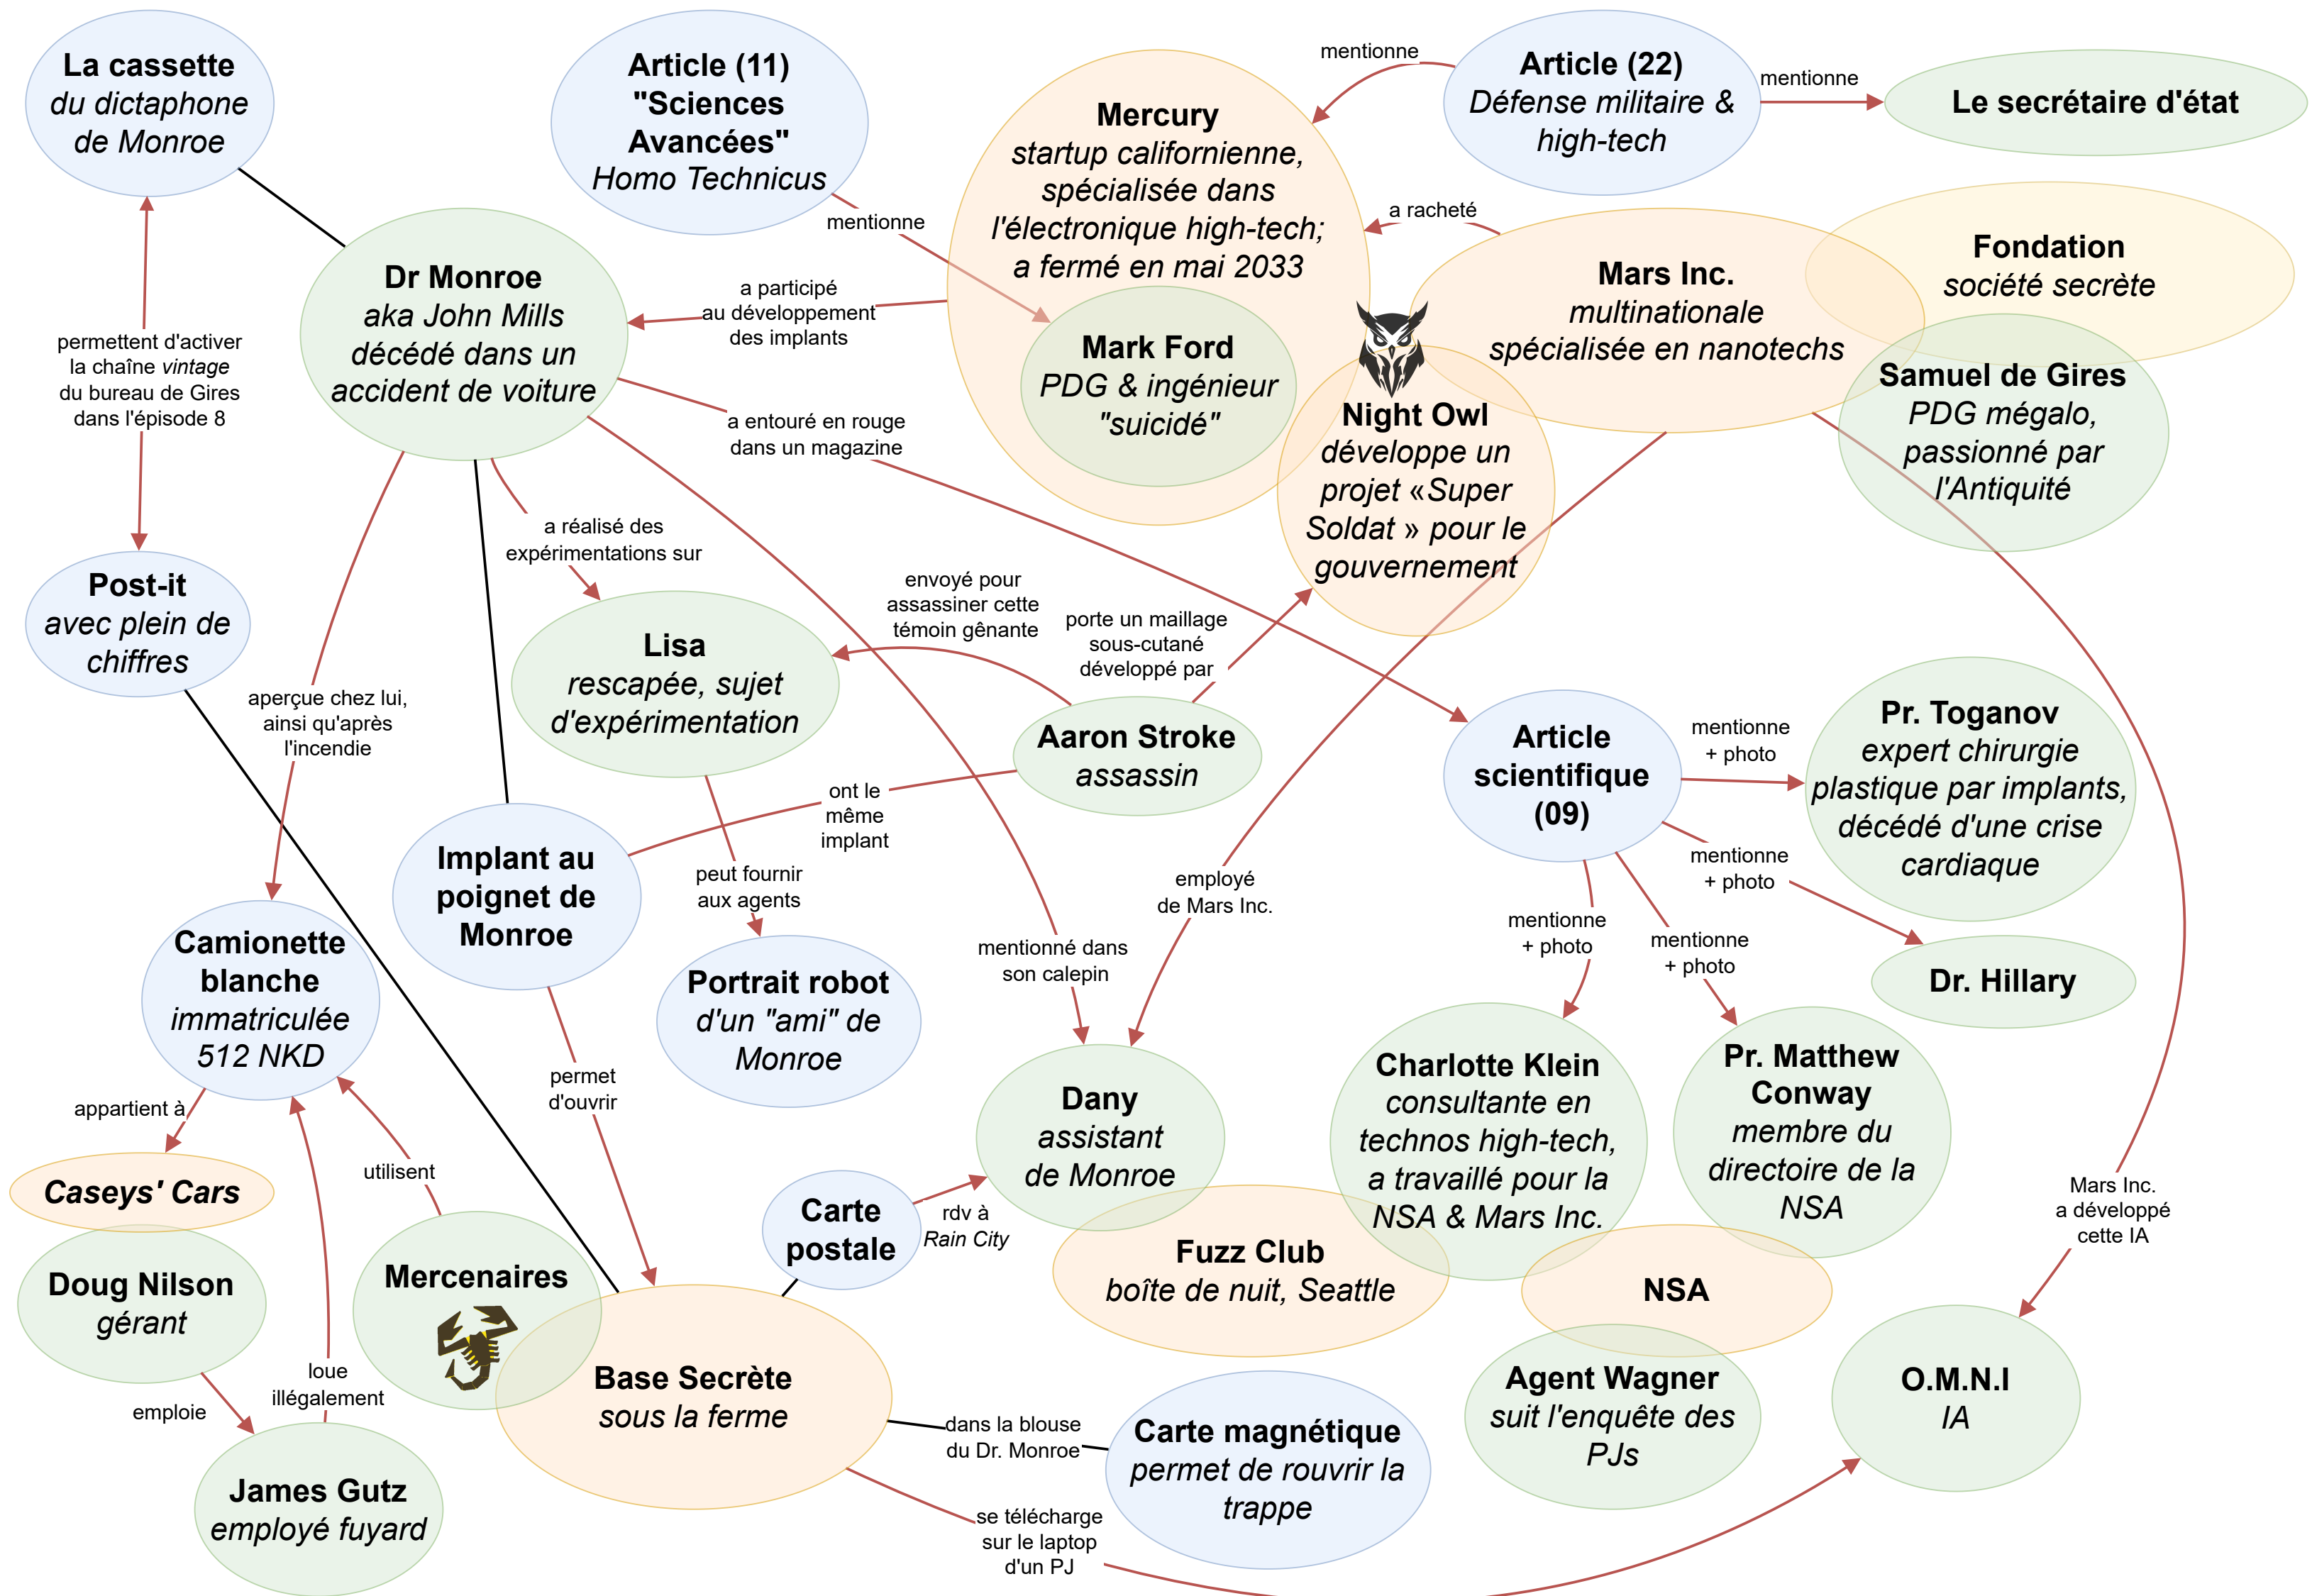 La cassette
du dictaphone
de Monroe
Article (11)
"Sciences
Avancées"
Homo Technicus
mentionne
Mercury
startup californienne,
spécialisée dans
l'électronique high-tech;
a fermé en mai 2033
mentionne
Article (22)
Défense militaire &
high-tech
mentionne
Le secrétaire d'état
a racheté
Mars Inc.
multinationale
spécialisée en nanotechs
Fondation
société secrète
Samuel de Gires
PDG mégalo,
passionné par
l'Antiquité
Dr Monroe
aka John Mills
décédé dans un
accident de voiture
a participé
au développement
des implants
Mark Ford
PDG & ingénieur
"suicidé"
Night Owl
développe un
projet «Super
Soldat » pour le
gouvernement
permettent d'activer
la chaîne vintage
du bureau de Gires
dans l'épisode 8
a entouré en rouge
dans un magazine
a réalisé des
expérimentations sur
Post-it
avec plein de
chiffres
Lisa
rescapée, sujet
d'expérimentation
envoyé pour
assassiner cette
témoin gênante
porte un maillage
sous-cutané
développé par
aperçue chez lui,
ainsi qu'après
l'incendie
Aaron Stroke
assassin
Article
scientifique
(09)
mentionne
+ photo
Pr. Toganov
expert chirurgie
plastique par implants,
décédé d'une crise
cardiaque
ont le
même
implant
Implant au
poignet de
Monroe
peut fournir
aux agents
employé
de Mars Inc.
mentionne
+ photo
mentionne
+ photo
mentionne
+ photo
Dr. Hillary
Camionette
blanche
immatriculée
512 NKD
Portrait robot
d'un "ami" de
Monroe
mentionné dans
son calepin
permet
d'ouvrir
Dany
assistant
de Monroe
Charlotte Klein
consultante en
technos high-tech,
a travaillé pour la
NSA & Mars Inc.
Pr. Matthew
Conway
membre du
directoire de la
NSA
appartient à
Caseys' Cars
utilisent
Carte
postale
rdv à
Rain City
Fuzz Club
boîte de nuit, Seattle
NSA
Mars Inc.
a développé
cette IA
Doug Nilson
gérant
Mercenaires
loue
illégalement
emploie
Base Secrète
sous la ferme
dans la blouse
du Dr. Monroe
Carte magnétique
permet de rouvrir la
trappe
Agent Wagner
suit l'enquête des
PJs
O.M.N.I
IA
James Gutz
employé fuyard
se télécharge
sur le laptop
d'un PJ